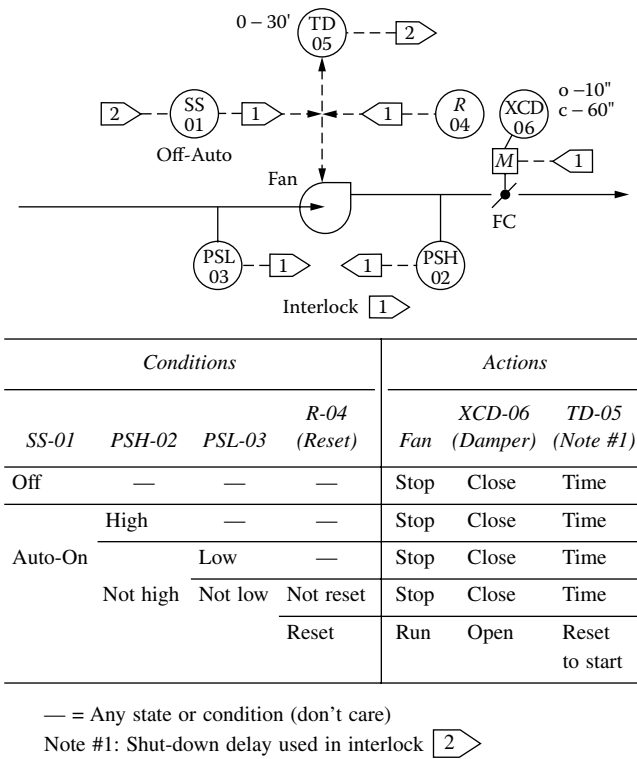 0 – 30'
TD
05
2
2
SS
01
1
1
R
04
XCD
06
o –10"
c – 60"
Off-Auto
M
1
Fan
FC
PSL
03
1
1
PSH
02
Interlock 1
Conditions Actions
SS-01 PSH-02 PSL-03 R-04 (Reset) Fan XCD-06 (Damper) TD-05 (Note #1)
Off — — — Stop Close Time
High — — Stop Close Time
Auto-On Low — Stop Close Time
Not high Not low Not reset Stop Close Time
Reset Run Open Reset to start
— = Any state or condition (don't care)
Note #1: Shut-down delay used in interlock 2